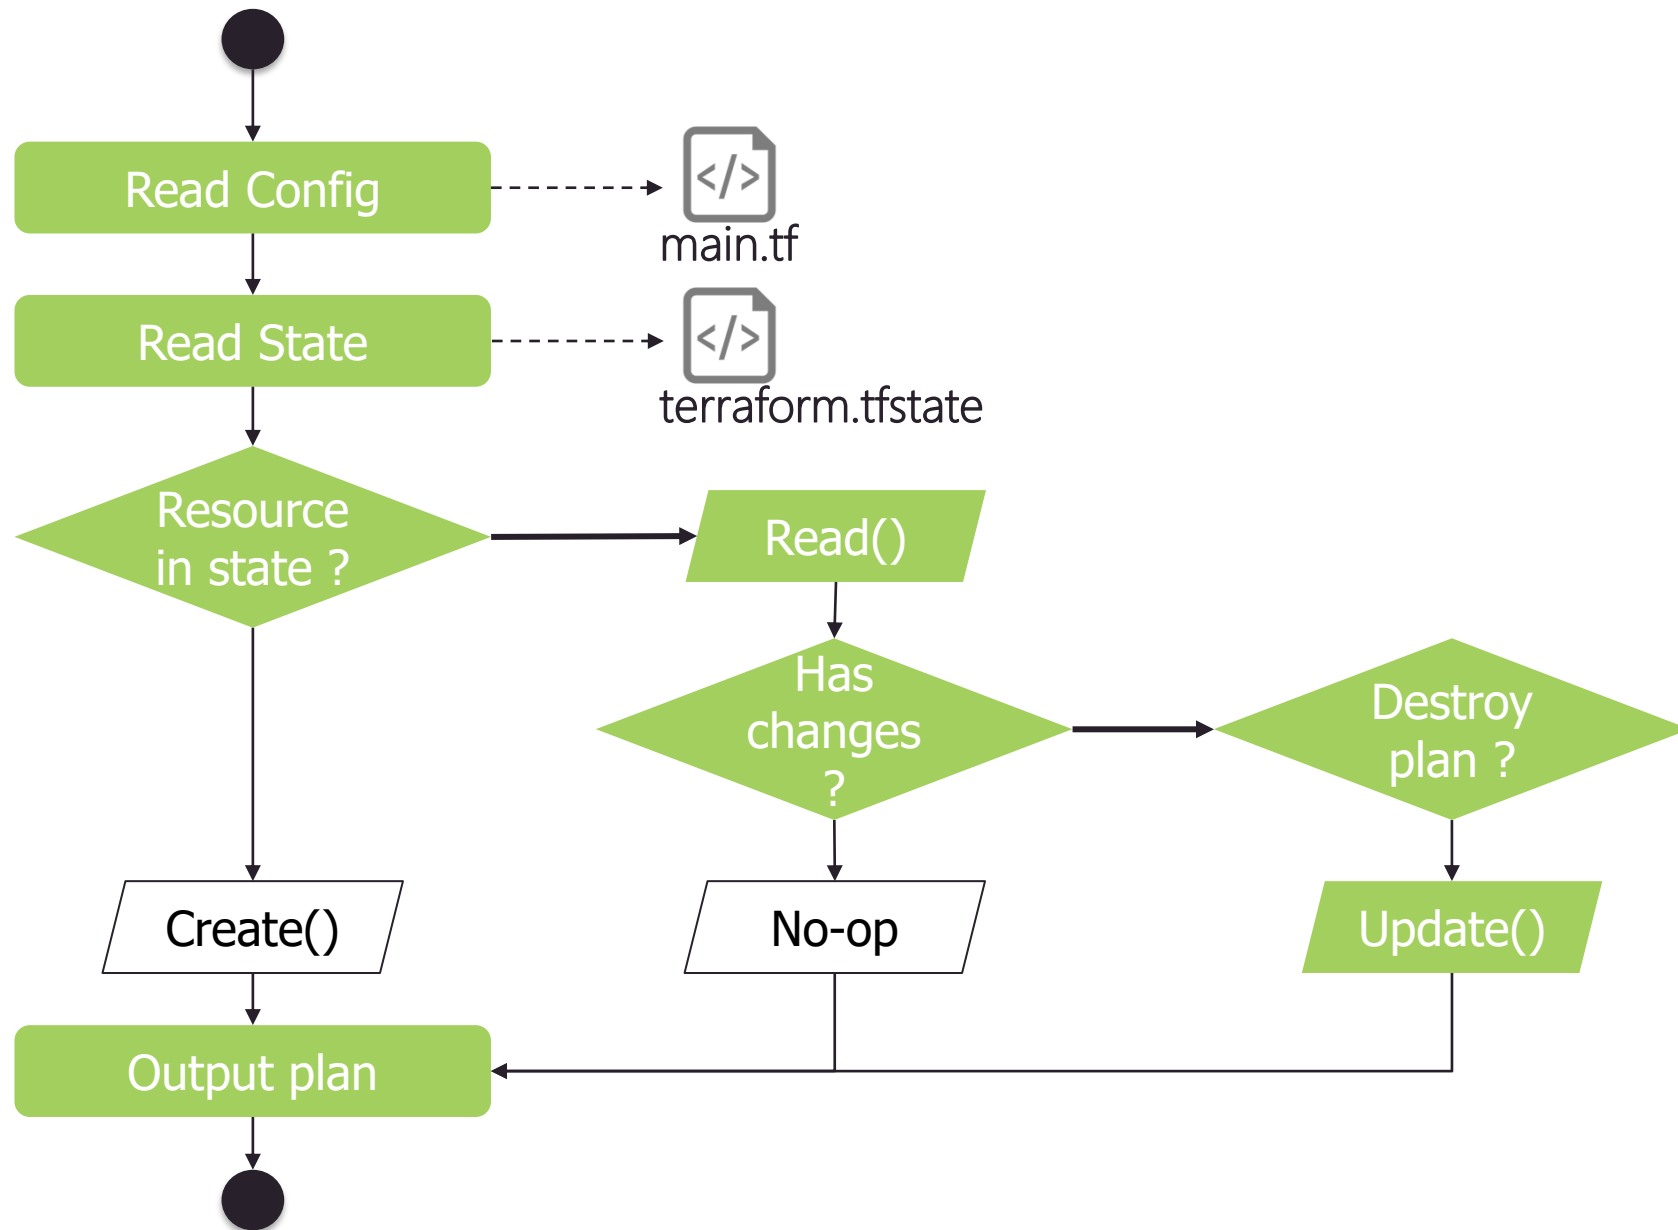 Read Config
</>
main.tf
Read State
</>
terraform.tfstate
Resource
in state ?
Read()
Has
changes
?
Destroy
plan ?
Create()
No-op
Update()
Output plan